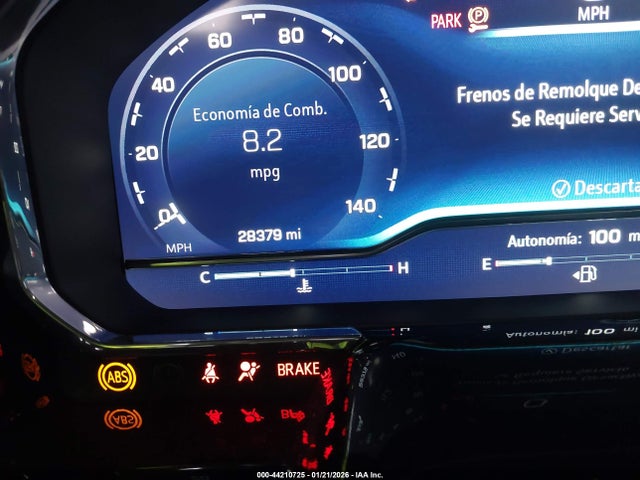 PARK
MPH
60
80
40
100
20
120
0
140
MPH
Economía de Comb.
8.2
mpg
28379 mi
Frenos de Remolque De
Se Requiere Serv
Descarta
Autonomía: 100 m
C H
E
ABS
BRAKE
000-44210725 - 01/21/2026 - IAA Inc.